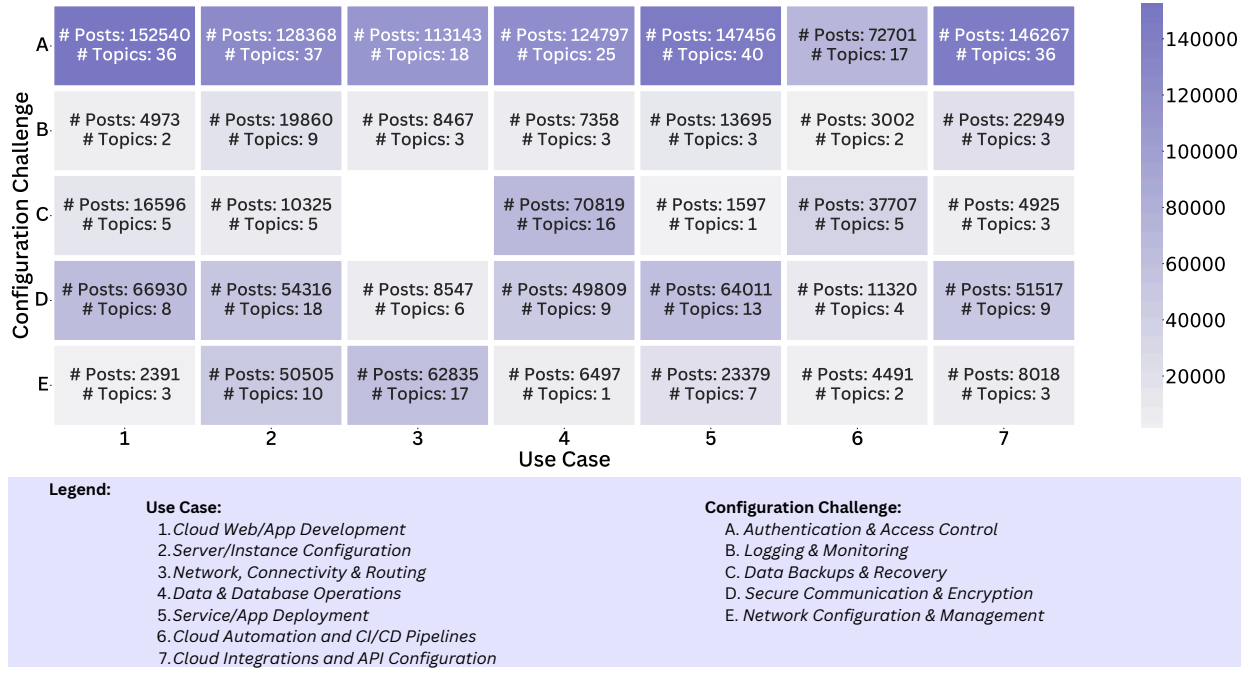 A
# Posts: 152540
# Topics: 36
# Posts: 128368
# Topics: 37
# Posts: 113143
# Topics: 18
# Posts: 124797
# Topics: 25
# Posts: 147456
# Topics: 40
# Posts: 72701
# Topics: 17
# Posts: 146267
# Topics: 36
B
# Posts: 4973
# Topics: 2
# Posts: 19860
# Topics: 9
# Posts: 8467
# Topics: 3
# Posts: 7358
# Topics: 3
# Posts: 13695
# Topics: 3
# Posts: 3002
# Topics: 2
# Posts: 22949
# Topics: 3
C
# Posts: 16596
# Topics: 5
# Posts: 10325
# Topics: 5
# Posts: 70819
# Topics: 16
# Posts: 1597
# Topics: 1
# Posts: 37707
# Topics: 5
# Posts: 4925
# Topics: 3
D
# Posts: 66930
# Topics: 8
# Posts: 54316
# Topics: 18
# Posts: 8547
# Topics: 6
# Posts: 49809
# Topics: 9
# Posts: 64011
# Topics: 13
# Posts: 11320
# Topics: 4
# Posts: 51517
# Topics: 9
E
# Posts: 2391
# Topics: 3
# Posts: 50505
# Topics: 10
# Posts: 62835
# Topics: 17
# Posts: 6497
# Topics: 1
# Posts: 23379
# Topics: 7
# Posts: 4491
# Topics: 2
# Posts: 8018
# Topics: 3
Configuration Challenge
1 2 3 4 5 6 7
Use Case
140000
120000
100000
80000
60000
40000
20000
Legend:
Use Case:
1. Cloud Web/App Development
2. Server/Instance Configuration
3. Network, Connectivity & Routing
4. Data & Database Operations
5. Service/App Deployment
6. Cloud Automation and CI/CD Pipelines
7. Cloud Integrations and API Configuration
Configuration Challenge:
A. Authentication & Access Control
B. Logging & Monitoring
C. Data Backups & Recovery
D. Secure Communication & Encryption
E. Network Configuration & Management